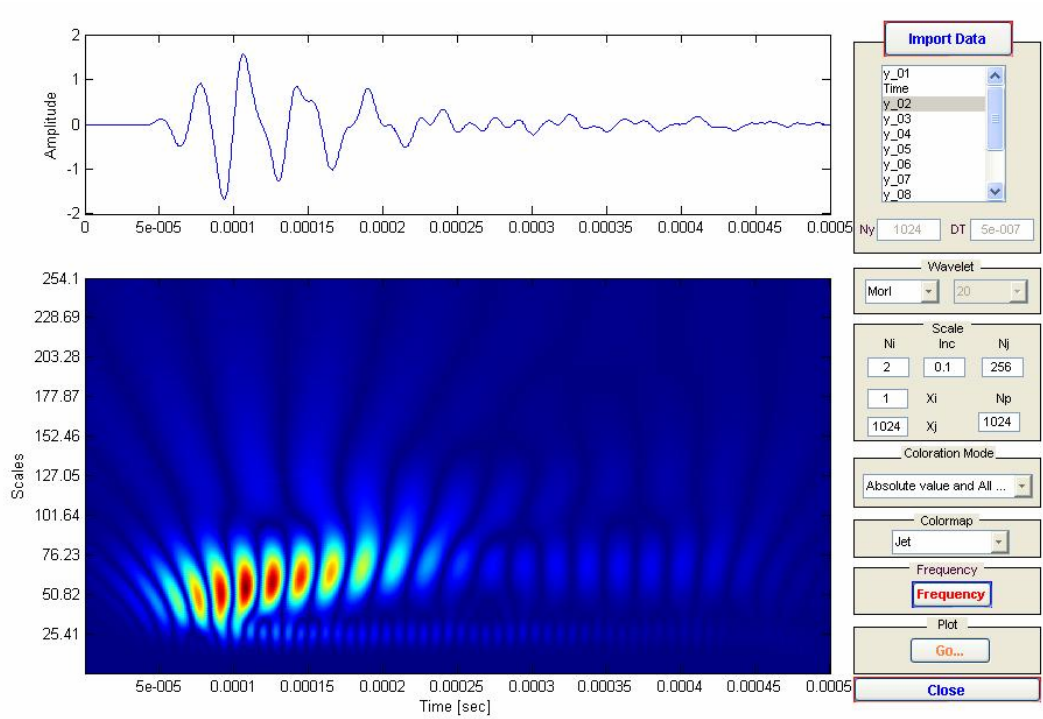 2
1
0
-1
-2
Amplitude
0 5e-005 0.0001 0.00015 0.0002 0.00025 0.0003 0.00035 0.0004 0.00045 0.0005
254.1
228.69
203.28
177.87
152.46
127.05
101.64
76.23
50.82
25.41
Scales
5e-005 0.0001 0.00015 0.0002 0.00025 0.0003 0.00035 0.0004 0.00045 0.0005
Time [sec]
Import Data
y_01
Time
y_02
y_03
y_04
y_05
y_06
y_07
y_08
Ny 1024 DT 5e-007
Wavelet
Morl 20
Scale
Ni Inc Nj
2 0.1 256
1 Xi Np
1024 Xj 1024
Coloration Mode
Absolute value and All ...
Colormap
Jet
Frequency
Frequency
Plot
Go...
Close